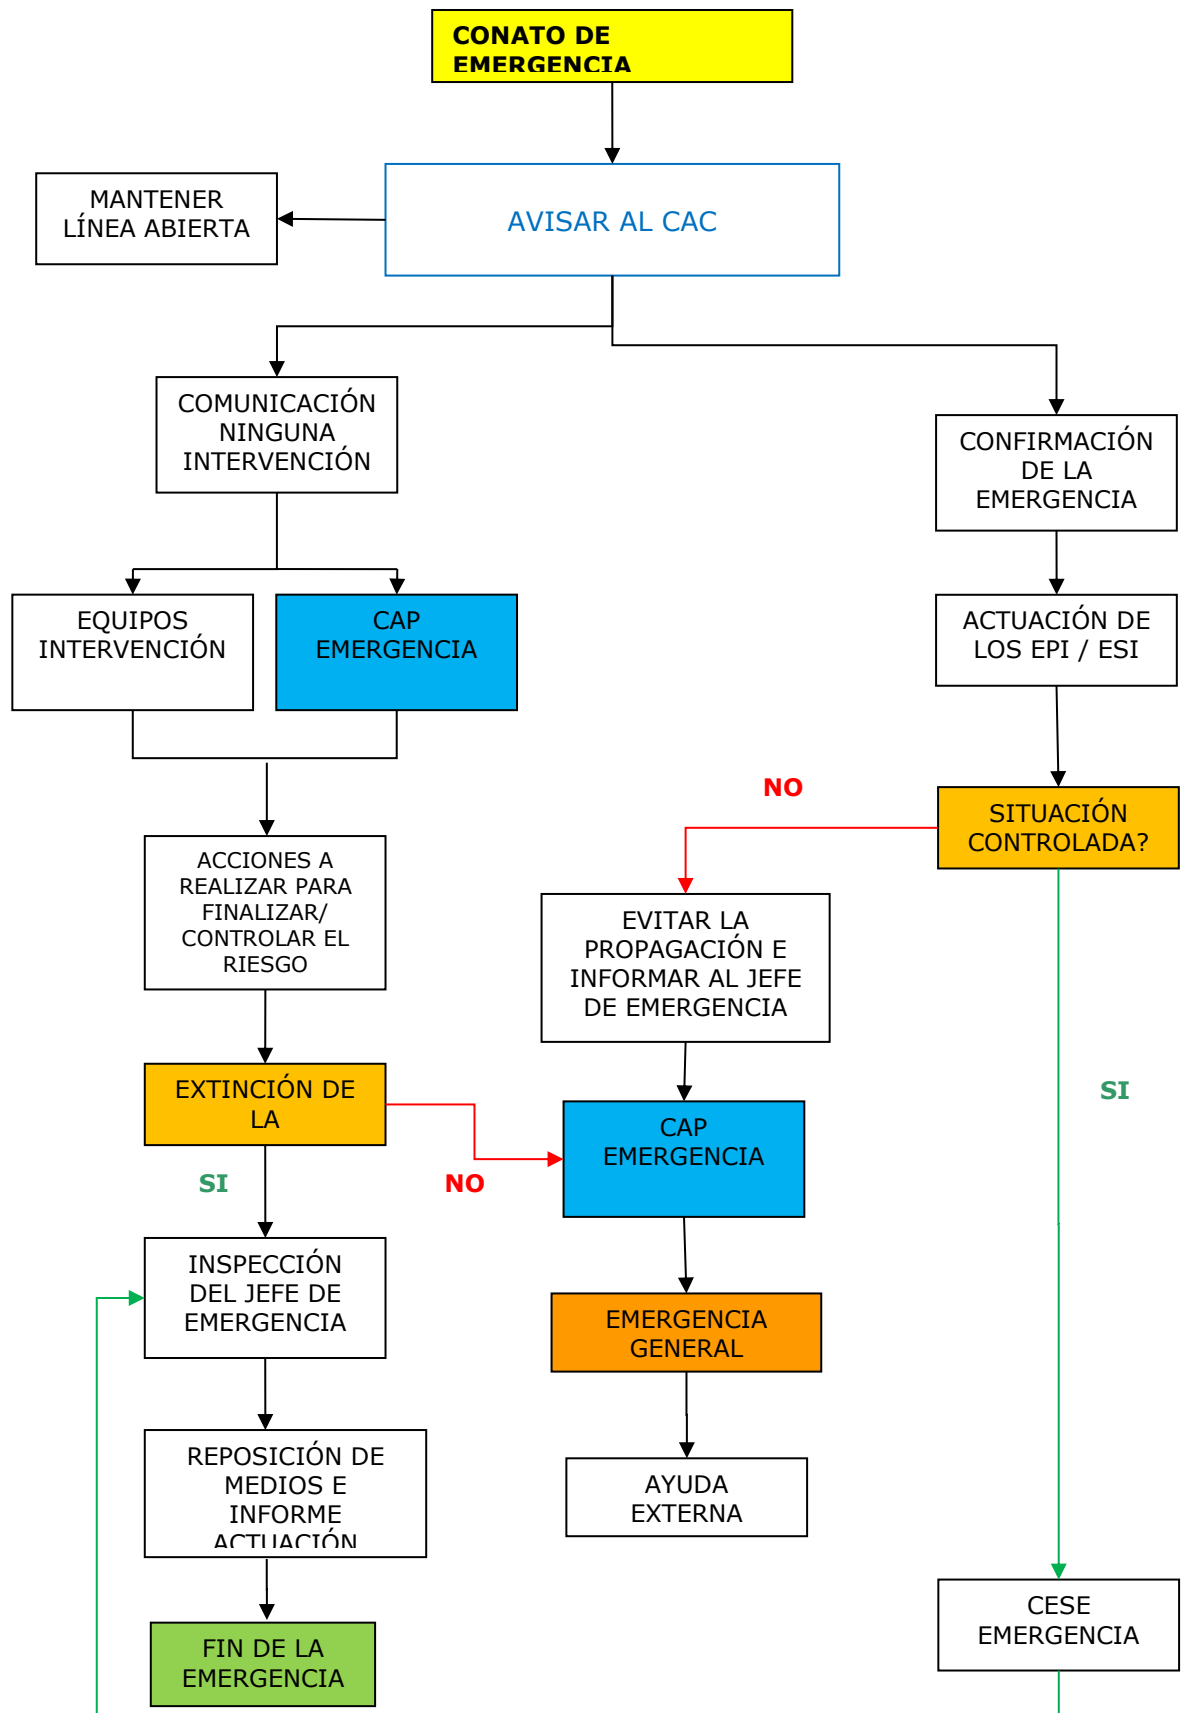 CONATO DE
EMERGENCIA
MANTENER
LÍNEA ABIERTA
AVISAR AL CAC
COMUNICACIÓN
NINGUNA
INTERVENCIÓN
CONFIRMACIÓN
DE LA
EMERGENCIA
EQUIPOS
INTERVENCIÓN
CAP
EMERGENCIA
ACTUACIÓN DE
LOS EPI / ESI
NO
SITUACIÓN
CONTROLADA?
ACCIONES A
REALIZAR PARA
FINALIZAR/
CONTROLAR EL
RIESGO
EVITAR LA
PROPAGACIÓN E
INFORMAR AL JEFE
DE EMERGENCIA
EXTINCIÓN DE
LA
SI
CAP
EMERGENCIA
SI
NO
INSPECCIÓN
DEL JEFE DE
EMERGENCIA
EMERGENCIA
GENERAL
REPOSICIÓN DE
MEDIOS E
INFORME
ACTUACIÓN
AYUDA
EXTERNA
CESE
EMERGENCIA
FIN DE LA
EMERGENCIA